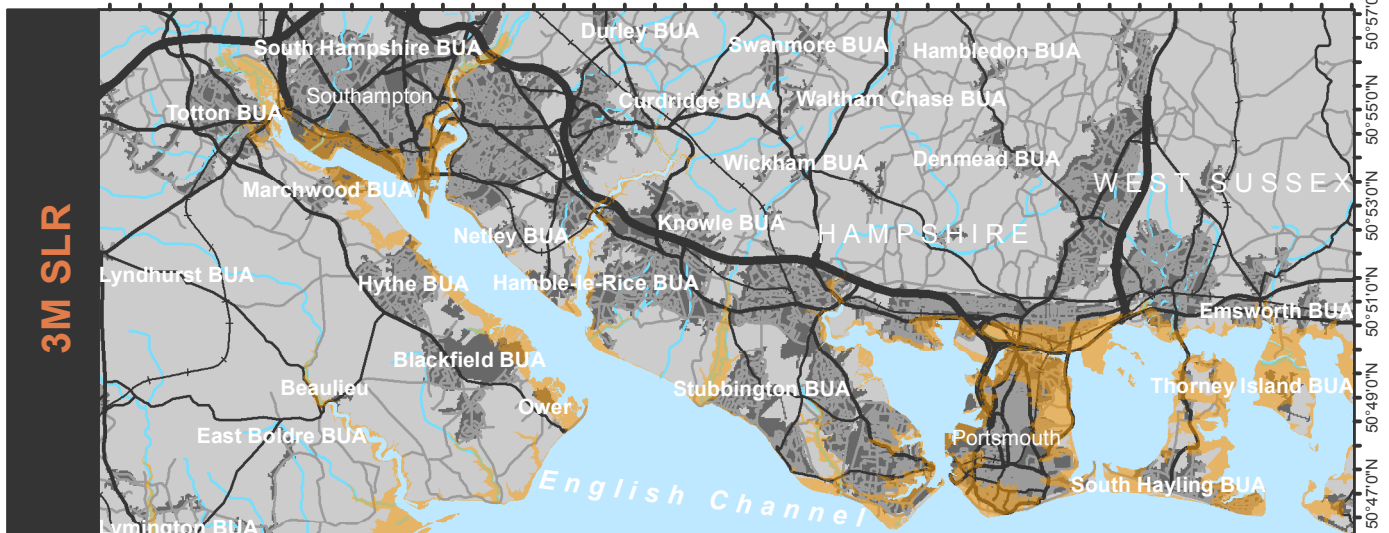 3M SLR
Durley BUA
South Hampshire BUA
Swanmore BUA
Hambledon BUA
Southampton
Curdridge BUA
Waltham Chase BUA
Totton BUA
Wickham BUA
Denmead BUA
Marchwood BUA
WEST SUSSEX
Knowle BUA
Netley BUA
HAMPSHIRE
Lyndhurst BUA
Hythe BUA
Hamble-le-Rice BUA
Emsworth BUA
Blackfield BUA
Beaulieu
Stubbington BUA
Thorney Island BUA
Ower
East Boldre BUA
Portsmouth
English Channel
South Hayling BUA
Lymington BUA
50°57'0
50°55'0"N
50°53'0"N
50°51'0"N
50°49'0"N
50°47'0"N